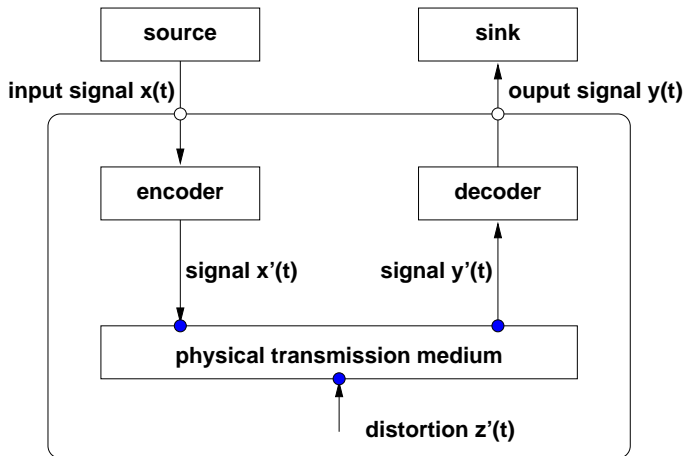 source
sink
input signal x(t)
ouput signal y(t)
encoder
decoder
signal x'(t)
signal y'(t)
physical transmission medium
distortion z'(t)